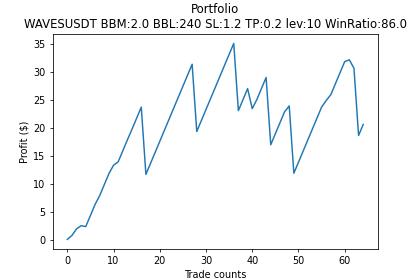 Portfolio
WAVESUSDT BBM:2.0 BBL:240 SL:1.2 TP:0.2 lev:10 WinRatio:86.0
35
30
25
20
15
10
5
0
Profit ($)
0 10 20 30 40 50 60
Trade counts